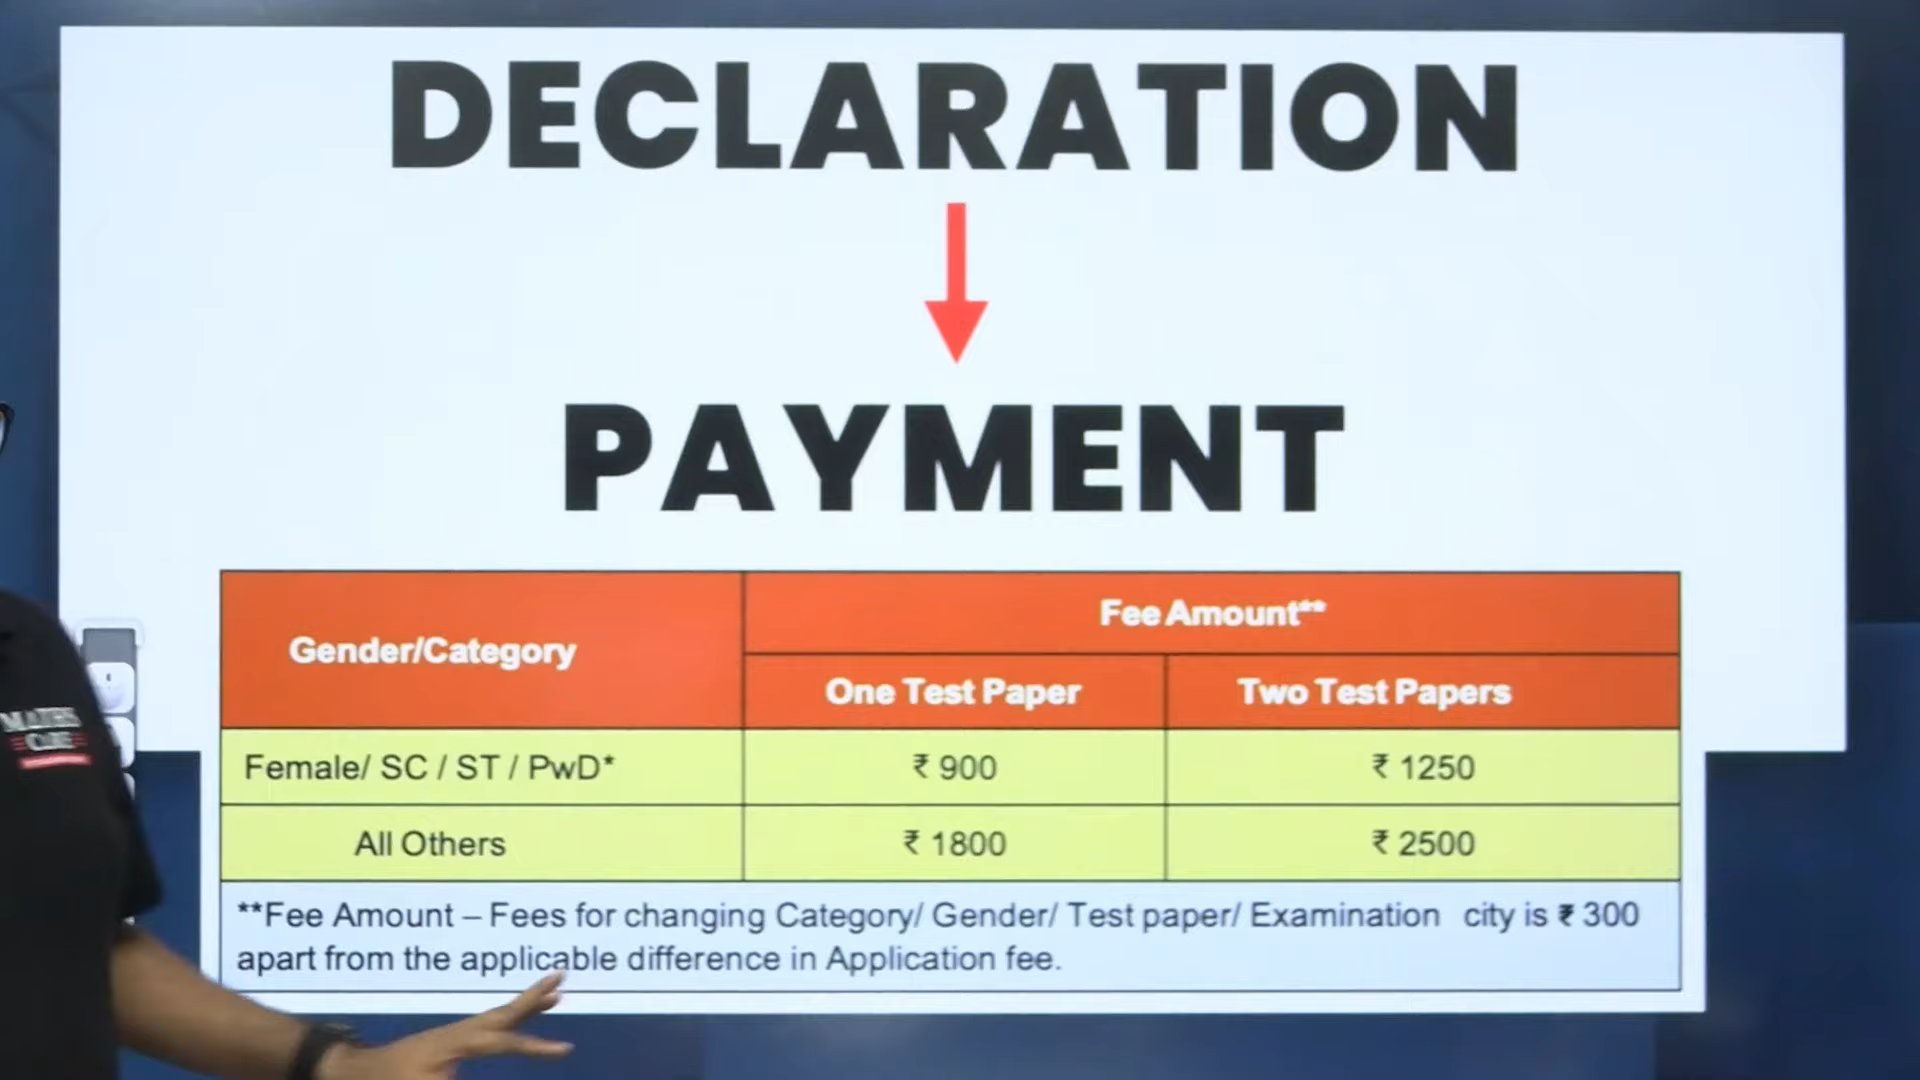 DECLARATION
PAYMENT
Gender/Category
Fee Amount**
One Test Paper
Two Test Papers
Female/ SC / ST / PwD*
₹ 900
₹ 1250
All Others
₹ 1800
₹ 2500
**Fee Amount – Fees for changing Category/ Gender/ Test paper/ Examination city is ₹ 300
apart from the applicable difference in Application fee.